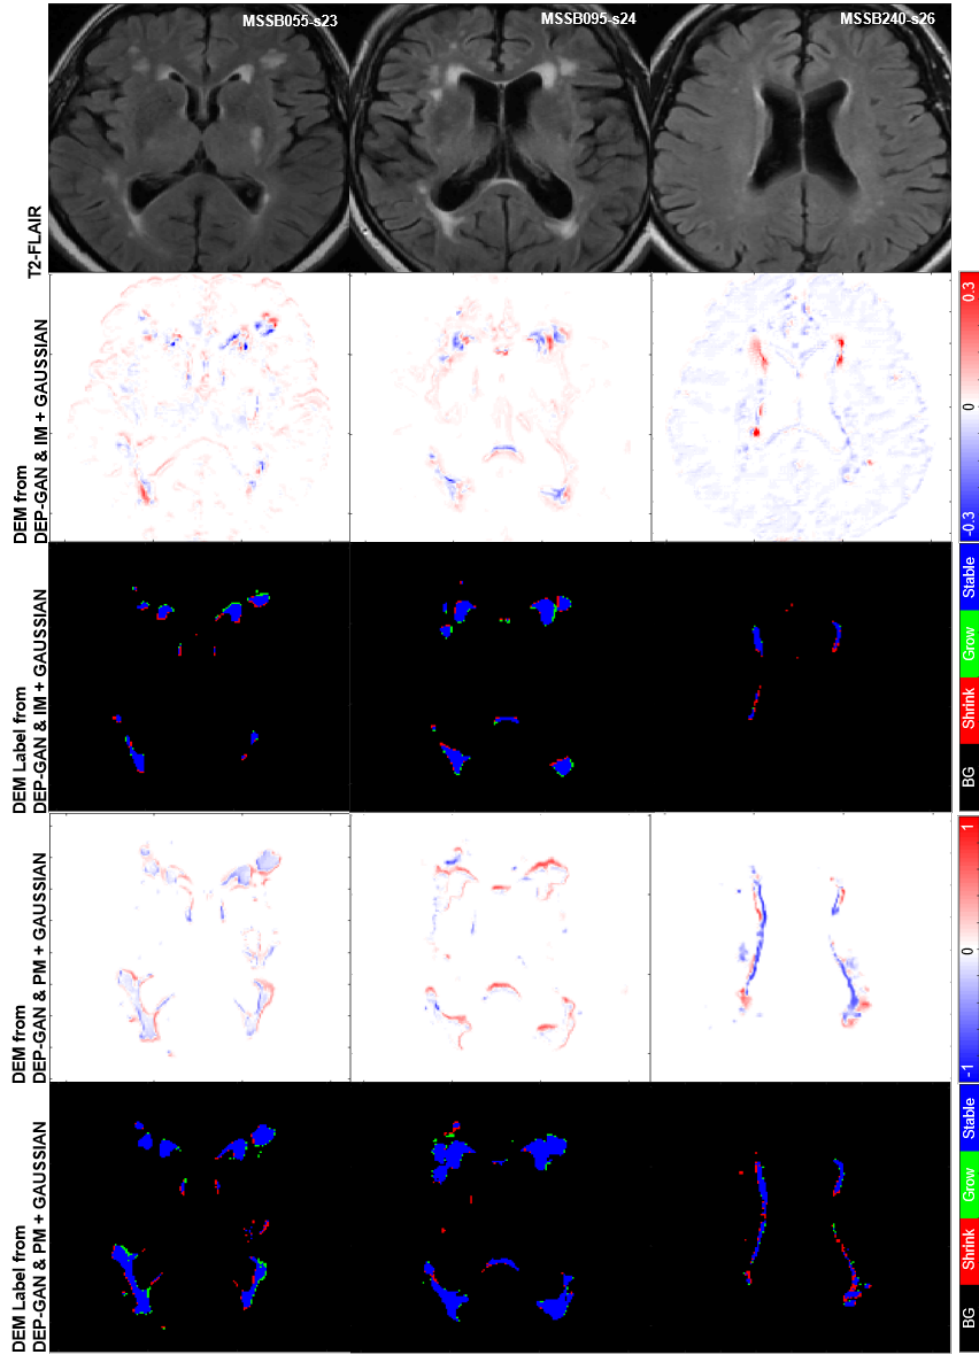 MSSB055-s23
MSSB095-s24
MSSB240-s26
T2-FLAIR
DEM from
DEP-GAN & IM + GAUSSIAN
0.3
0
-0.3
DEM Label from
DEP-GAN & IM + GAUSSIAN
Stable
Grow
Shrink
BG
DEM from
DEP-GAN & PM + GAUSSIAN
1
0
-1
DEM Label from
DEP-GAN & PM + GAUSSIAN
Stable
Grow
Shrink
BG